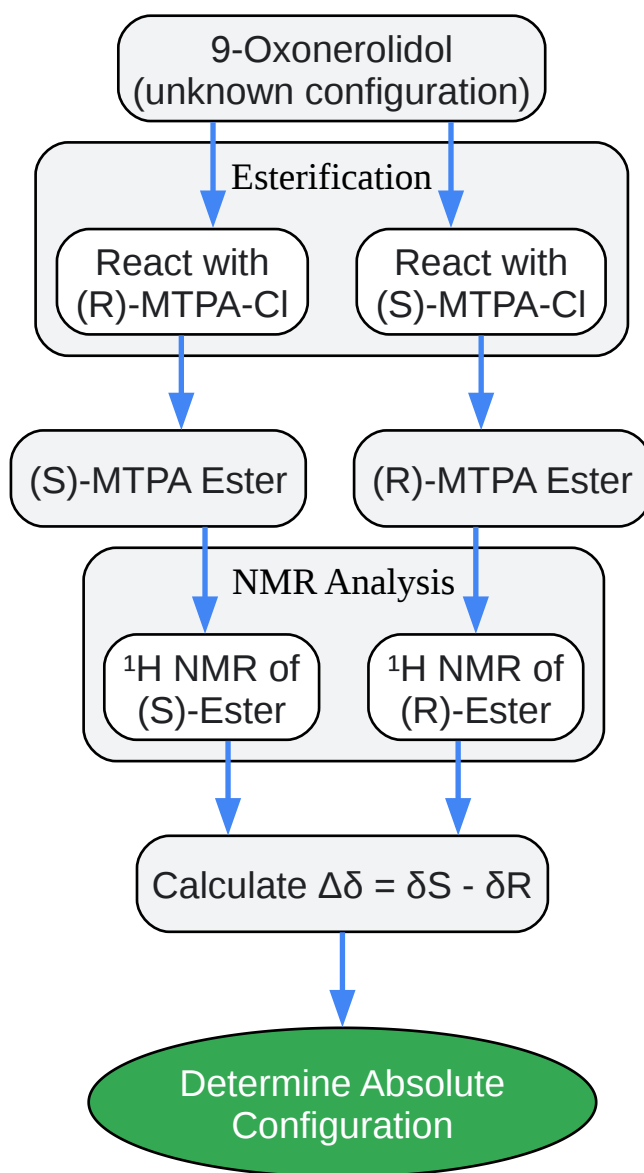 9-Oxonerolidol
(unknown configuration)
Esterification
React with
(R)-MTPA-Cl
React with
(S)-MTPA-Cl
(S)-MTPA Ester
(R)-MTPA Ester
NMR Analysis
¹H NMR of
(S)-Ester
¹H NMR of
(R)-Ester
Calculate Δδ = δS - δR
Determine Absolute
Configuration